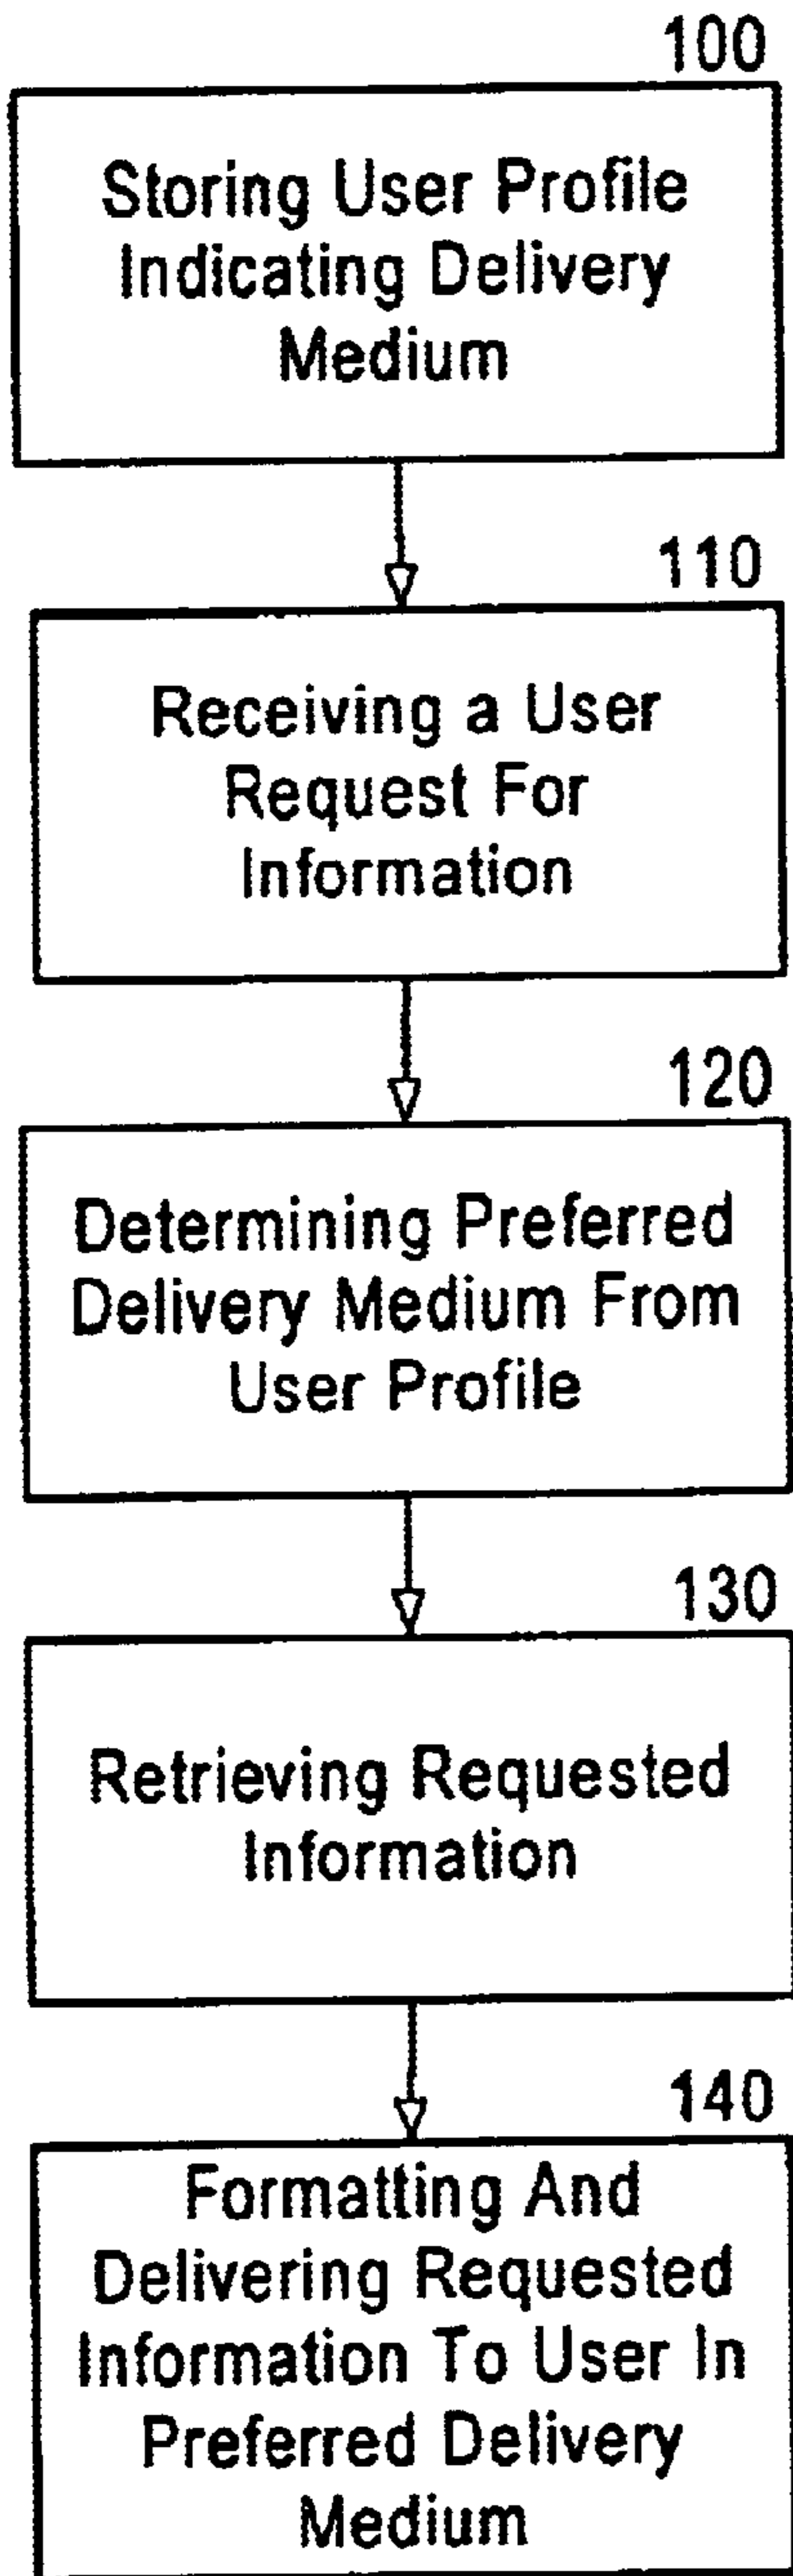 100
Storing User Profile
Indicating Delivery
Medium
110
Receiving a User
Request For
Information
120
Determining Preferred
Delivery Medium From
User Profile
130
Retrieving Requested
Information
140
Formatting And
Delivering Requested
Information To User In
Preferred Delivery
Medium